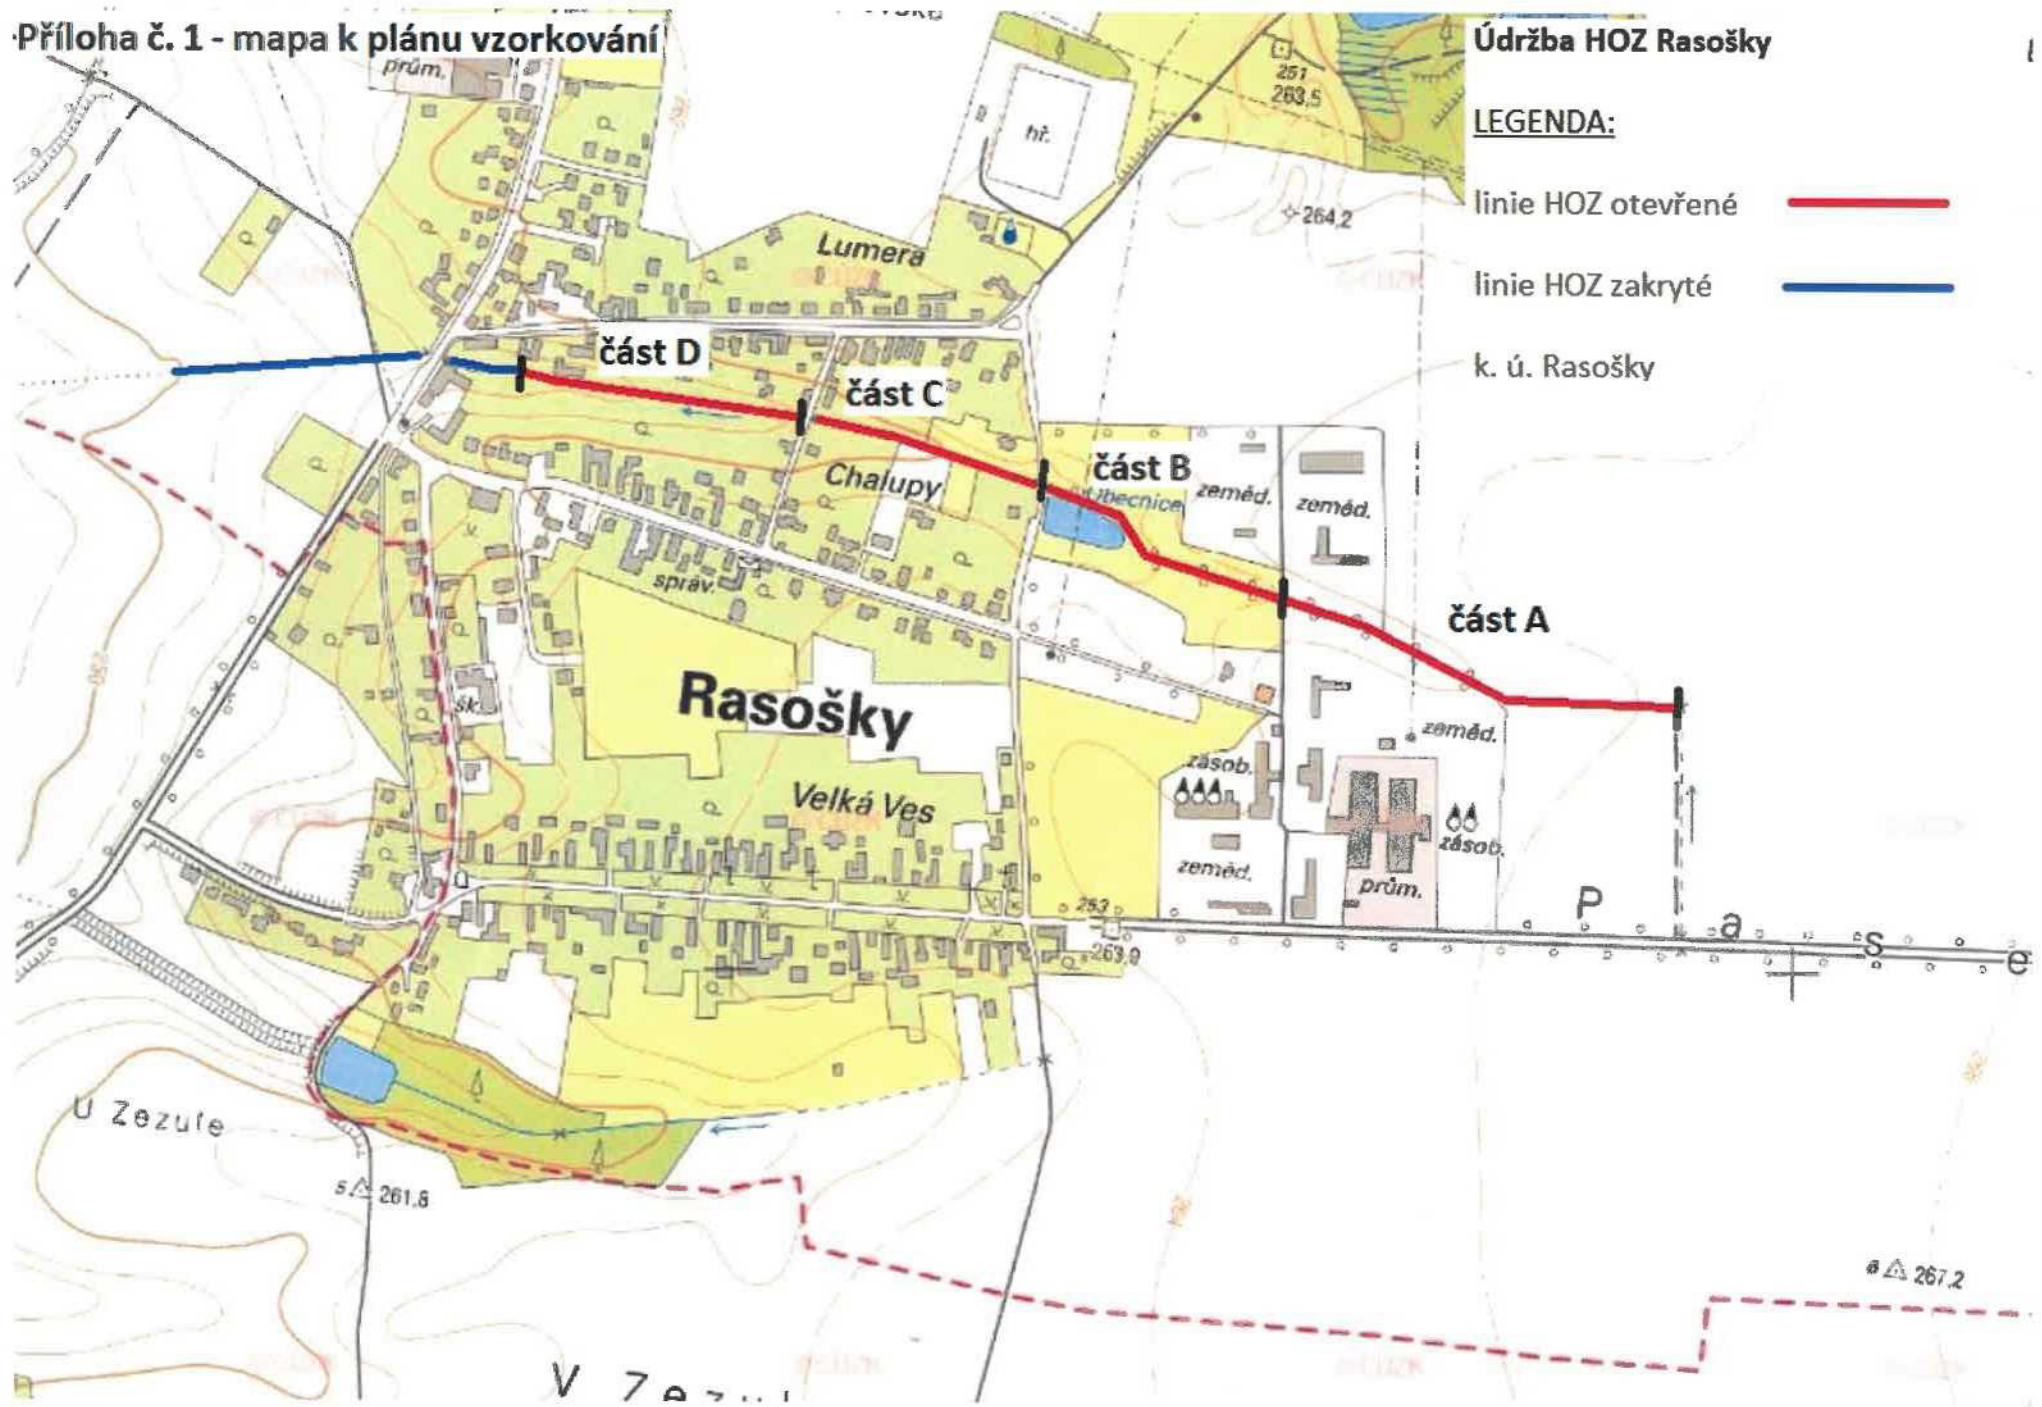 Příloha č. 1 - mapa k plánu vzorkování
Údržba HOZ Rasošky
LEGENDA:
linie HOZ otevřené
linie HOZ zakryté
k. ú. Rasošky
prům.
hř.
251
263,5
264,2
Lumera
část D
část C
část B
Chalupy
Obecnice
zeměd.
zeměd.
správ.
část A
Rasošky
šk.
zeměd.
zásob.
Velká Ves
zásob.
zeměd.
prům.
253
263,9
P a s e
U Zezule
261,8
267,2